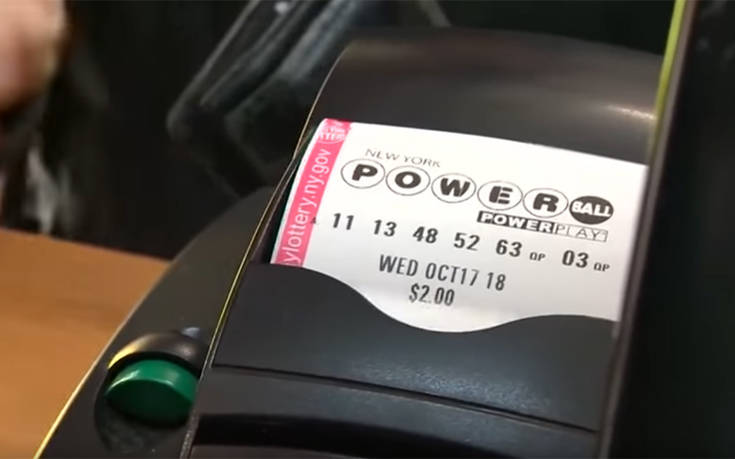 NEW YORK
POWERBALL
POWERPLAY
11 13 48 52 63 QP 03 QP
WED OCT17 18
$2.00
ylottery.ny.gov